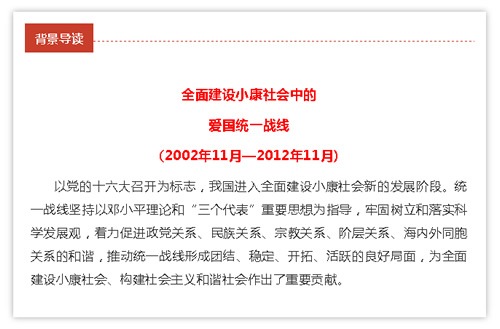 背景导读
全面建设小康社会中的
爱国统一战线
（2002年11月—2012年11月)
以党的十六大召开为标志，我国进入全面建设小康社会新的发展阶段。统
一战线坚持以邓小平理论和“三个代表”重要思想为指导，牢固树立和落实科
学发展观，着力促进政党关系、民族关系、宗教关系、阶层关系、海内外同胞
关系的和谐，推动统一战线形成团结、稳定、开拓、活跃的良好局面，为全面
建设小康社会、构建社会主义和谐社会作出了重要贡献。